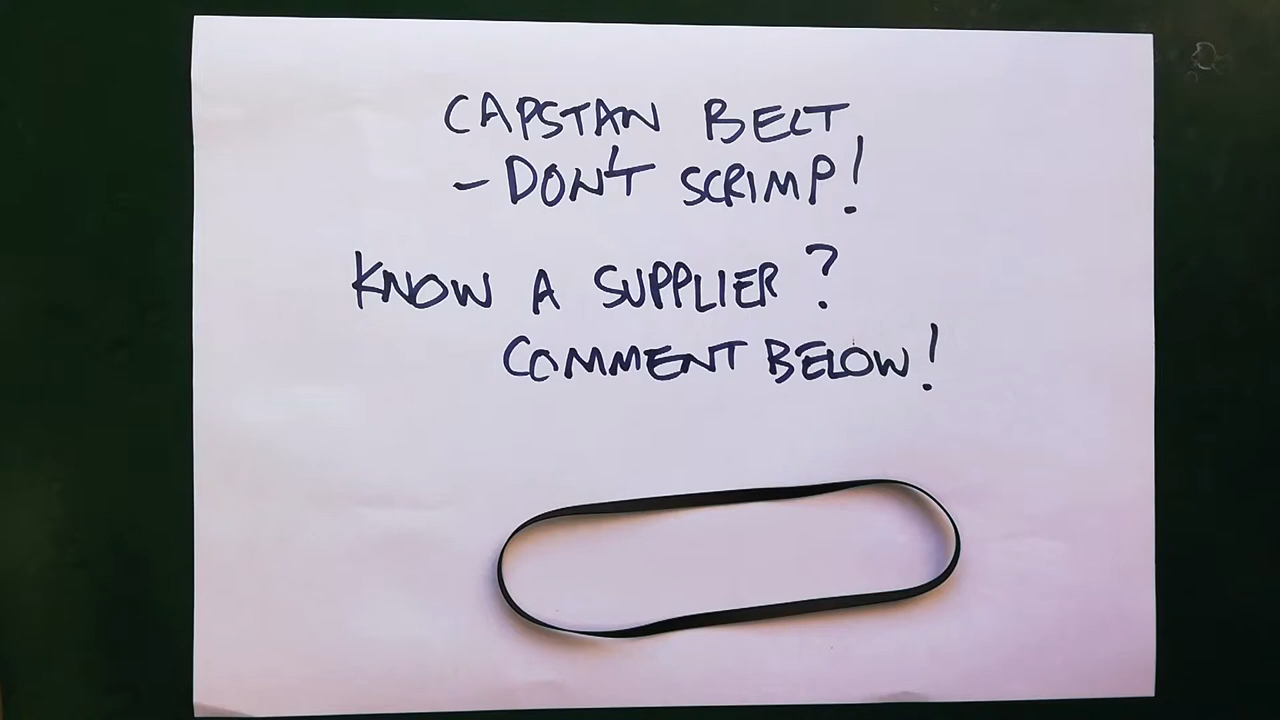 CAPSTAN BELT
- DON'T SCRIMP!
KNOW A SUPPLIER?
COMMENT BELOW!